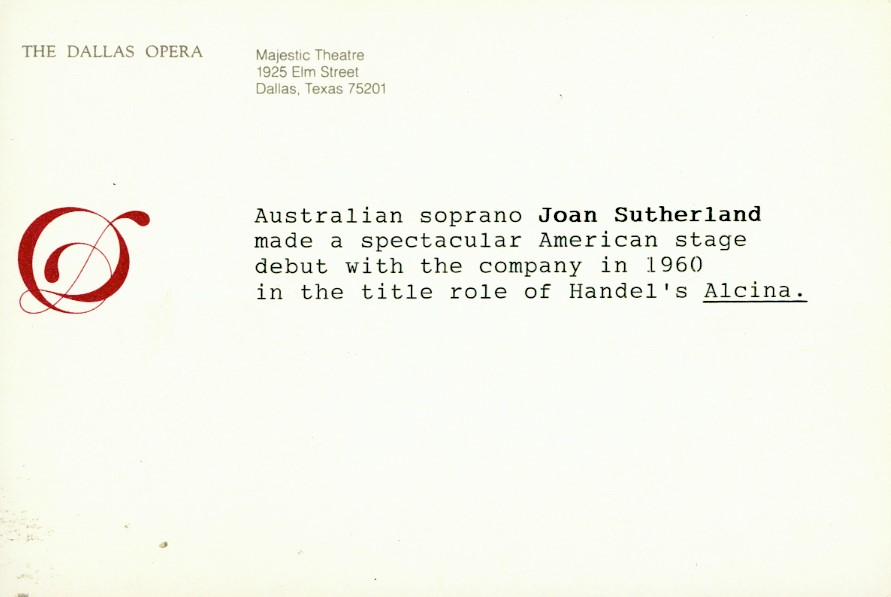 THE DALLAS OPERA
Majestic Theatre
1925 Elm Street
Dallas, Texas 75201
Australian soprano Joan Sutherland
made a spectacular American stage
debut with the company in 1960
in the title role of Handel's Alcina.